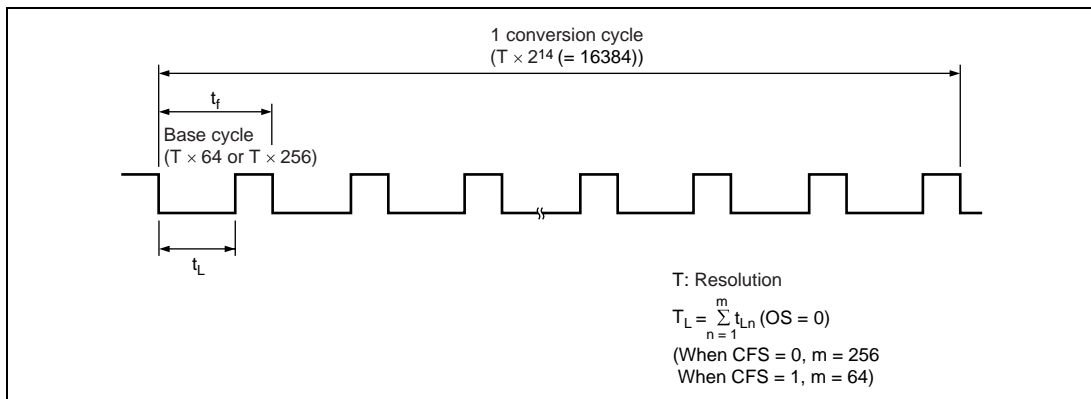 1 conversion cycle
(T × 2¹⁴ (= 16384))
t_f
Base cycle
(T × 64 or T × 256)
t_L
T: Resolution
T_L = Σ t_Ln (OS = 0)
m
n = 1
(When CFS = 0, m = 256
When CFS = 1, m = 64)